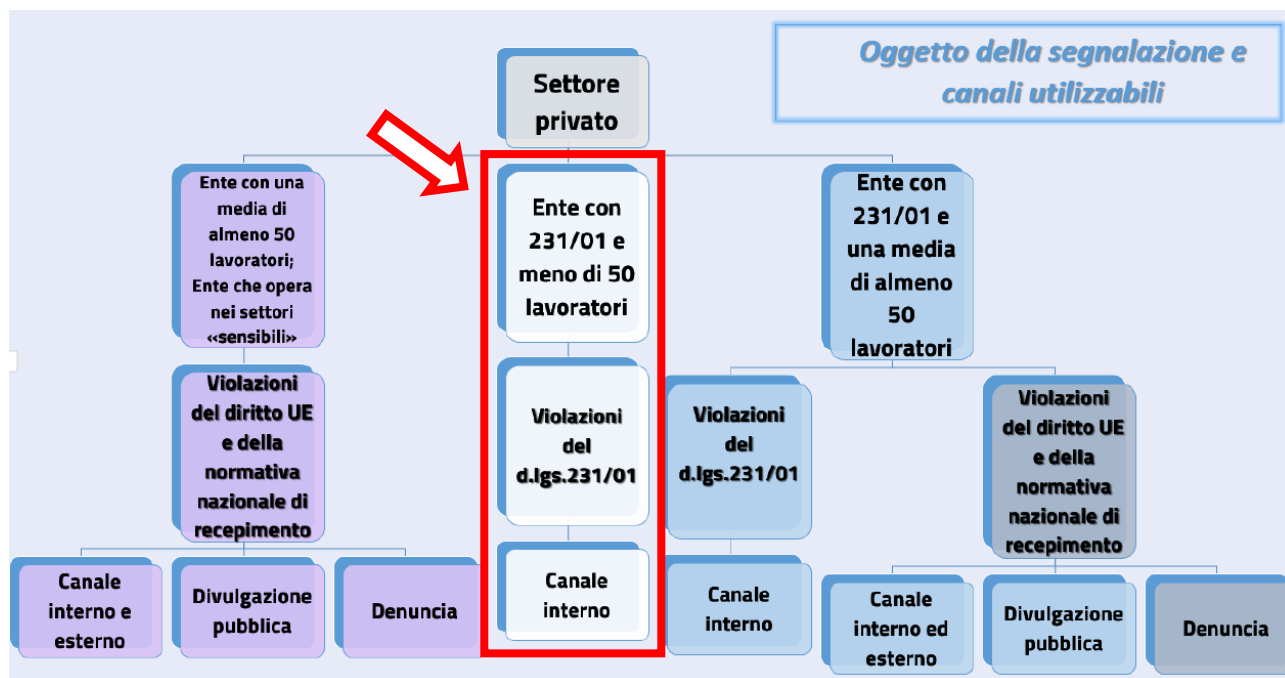 Oggetto della segnalazione e
canali utilizzabili
Settore
privato
Ente con una
media di
almeno 50
lavoratori;
Ente che opera
nei settori
«sensibili»
Ente con
231/01 e
meno di 50
lavoratori
Ente con
231/01 e
una media
di almeno
50
lavoratori
Violazioni
del diritto UE
e della
normativa
nazionale di
recepimento
Violazioni
del
d.lgs.231/01
Violazioni
del
d.lgs.231/01
Violazioni
del diritto UE
e della
normativa
nazionale di
recepimento
Canale
interno e
esterno
Divulgazione
pubblica
Denuncia
Canale
interno
Canale
interno
Canale
interno ed
esterno
Divulgazione
pubblica
Denuncia